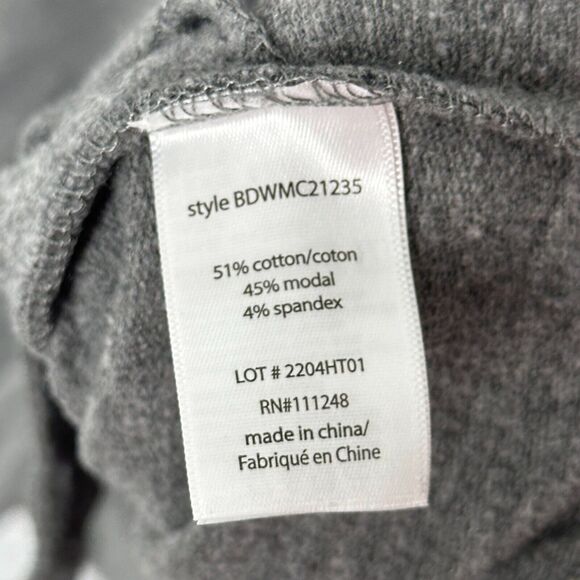 style BDWMC21235
51% cotton/coton
45% modal
4% spandex
LOT # 2204HT01
RN#111248
made in china/
Fabriqué en Chine